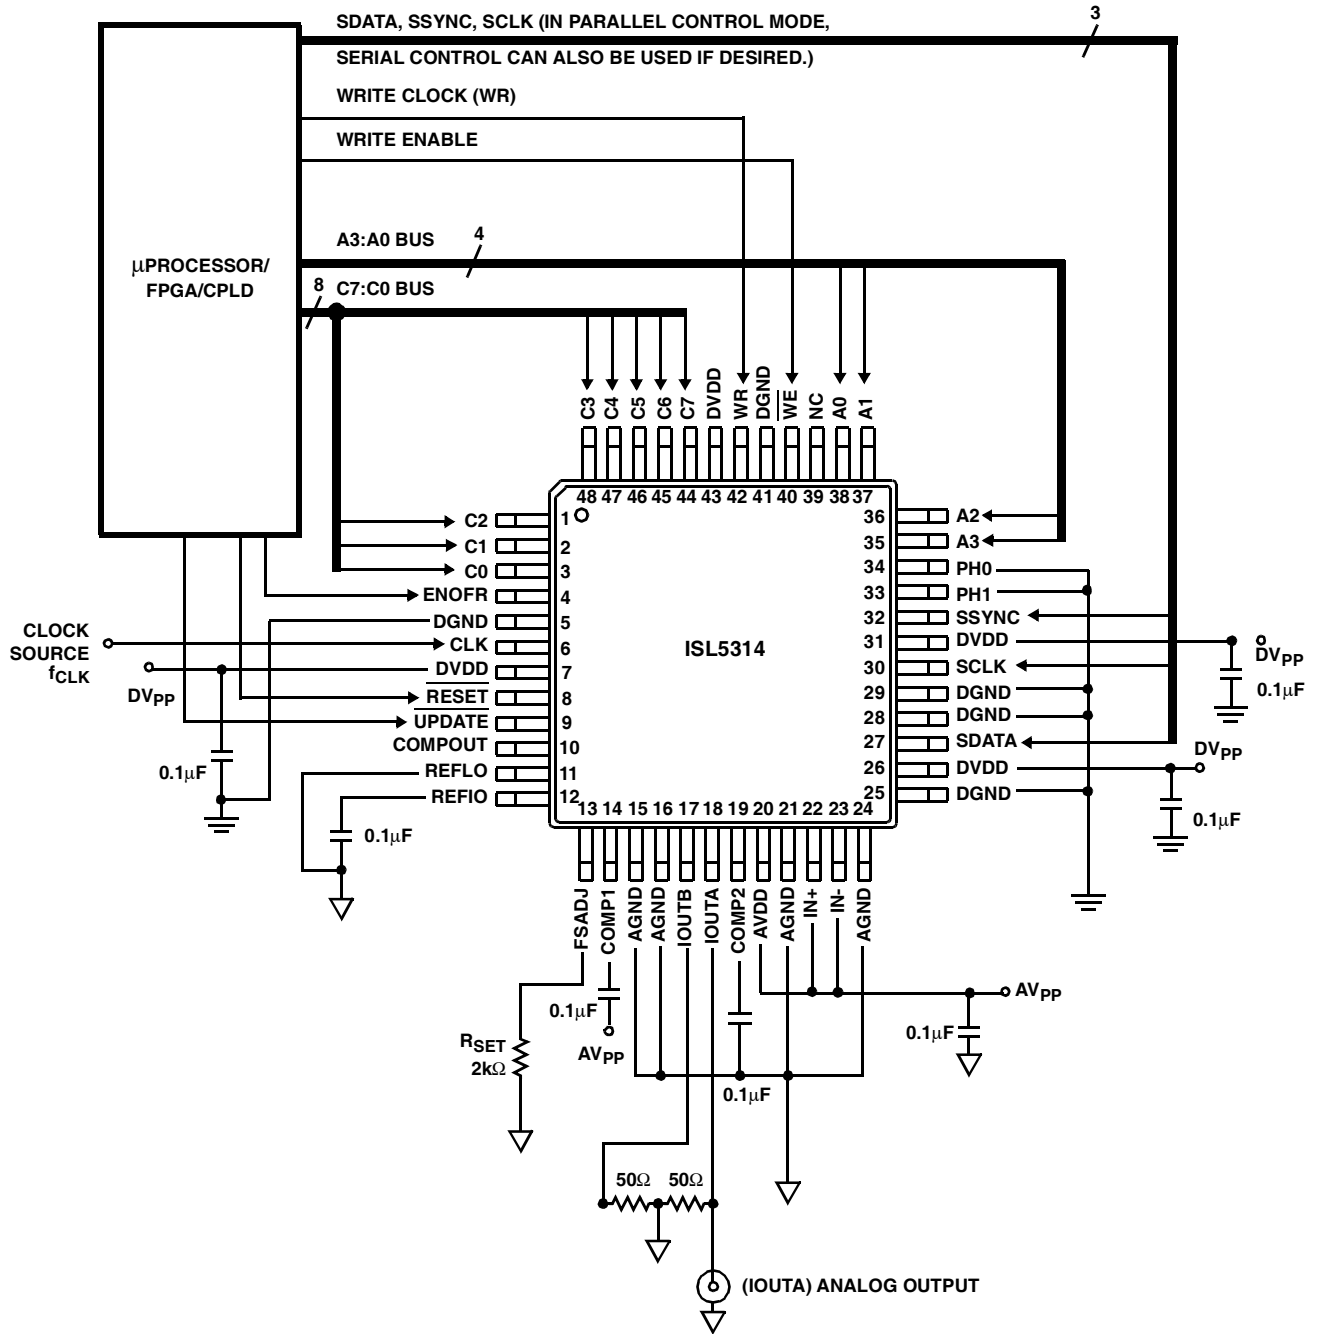 SDATA, SSYNC, SCLK (IN PARALLEL CONTROL MODE,
3
SERIAL CONTROL CAN ALSO BE USED IF DESIRED.)
WRITE CLOCK (WR)
WRITE ENABLE
A3:A0 BUS
4
µPROCESSOR/
FPGA/CPLD
8
C7:C0 BUS
C3
C4
C5
C6
C7
DVDD
WR
DGND
WE
NC
A0
A1
48 47 46 45 44 43 42 41 40 39 38 37
C2
1
C1
2
C0
3
ENOFR
4
DGND
5
CLK
6
DVDD
7
RESET
8
UPDATE
9
COMPOUT
10
REFLO
11
REFIO
12
CLOCK
SOURCE
fCLK
DVPP
0.1µF
0.1µF
ISL5314
36
A2
35
A3
34
PH0
33
PH1
32
SSYNC
31
DVDD
30
SCLK
29
DGND
28
DGND
27
SDATA
26
DVDD
25
DGND
DVPP
0.1µF
DVPP
0.1µF
13 14 15 16 17 18 19 20 21 22 23 24
FSADJ
COMP1
AGND
AGND
IOUTB
IOUTA
COMP2
AVDD
AGND
IN+
IN-
AGND
0.1µF
AVPP
RSET
2kΩ
0.1µF
AVPP
0.1µF
50Ω
50Ω
(IOUTA) ANALOG OUTPUT